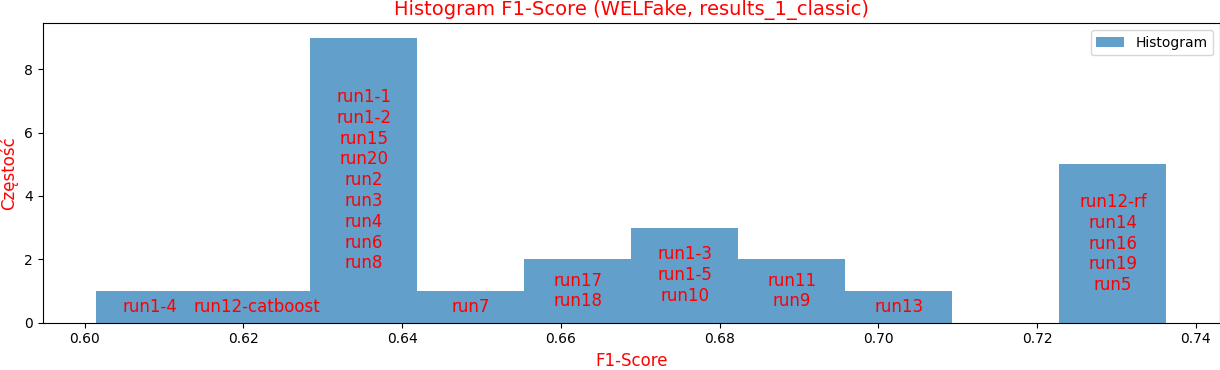 Histogram F1-Score (WELFake, results_1_classic)
Histogram
Częstość
8
6
4
2
0
run1-4
run12-catboost
run1-1
run1-2
run15
run20
run2
run3
run4
run6
run8
run7
run17
run18
run1-3
run1-5
run10
run11
run9
run13
run12-rf
run14
run16
run19
run5
0.60 0.62 0.64 0.66 0.68 0.70 0.72 0.74
F1-Score